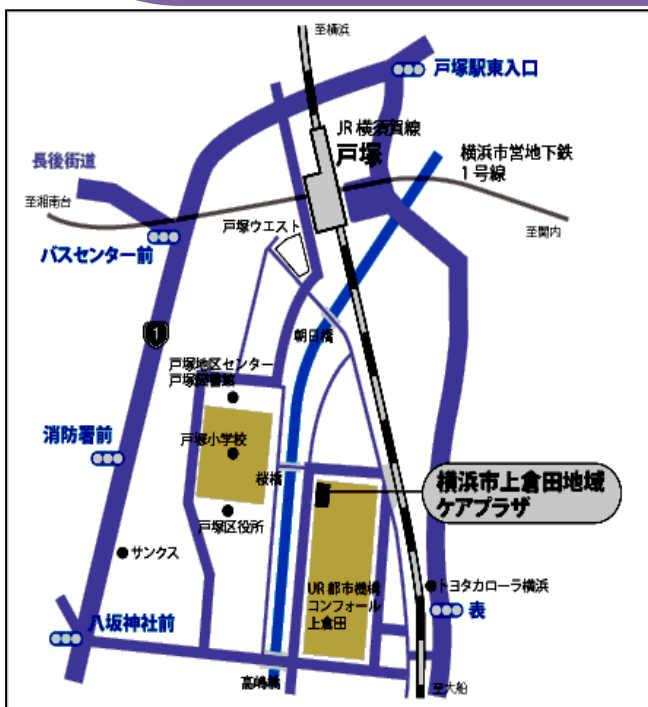 至横浜
戸塚駅東入口
JR横須賀線
戸塚
横浜市営地下鉄
1号線
長後街道
至湘南台
戸塚ウエスト
至関内
バスセンター前
1
朝日橋
戸塚地区センター
戸塚図書館
消防署前
戸塚小学校
桜橋
横浜市上倉田地域
ケアプラザ
戸塚区役所
サンクス
UR都市機構
コンフォール
上倉田
トヨタカローラ横浜
表
八坂神社前
高嶋橋
至大船